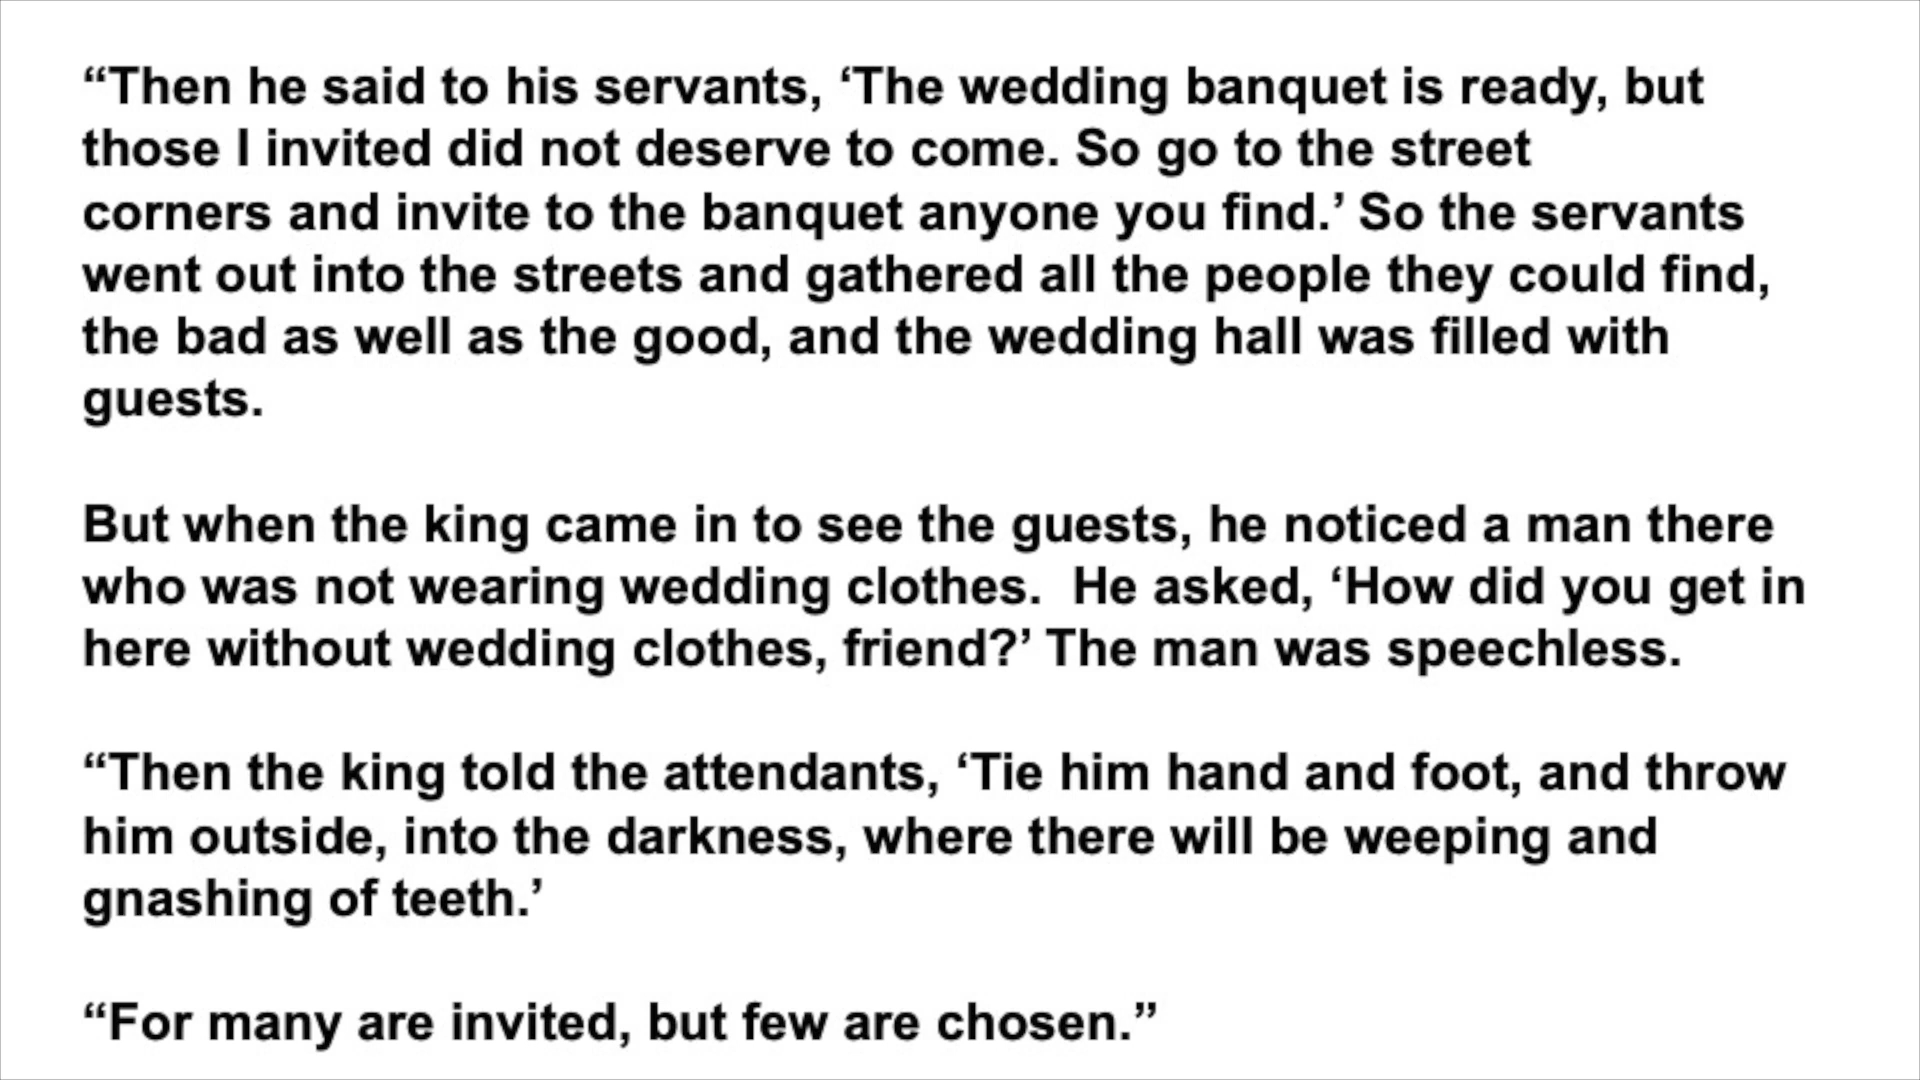 “Then he said to his servants, ‘The wedding banquet is ready, but
those I invited did not deserve to come. So go to the street
corners and invite to the banquet anyone you find.’ So the servants
went out into the streets and gathered all the people they could find,
the bad as well as the good, and the wedding hall was filled with
guests.
But when the king came in to see the guests, he noticed a man there
who was not wearing wedding clothes.  He asked, ‘How did you get in
here without wedding clothes, friend?’ The man was speechless.
“Then the king told the attendants, ‘Tie him hand and foot, and throw
him outside, into the darkness, where there will be weeping and
gnashing of teeth.’
“For many are invited, but few are chosen.”